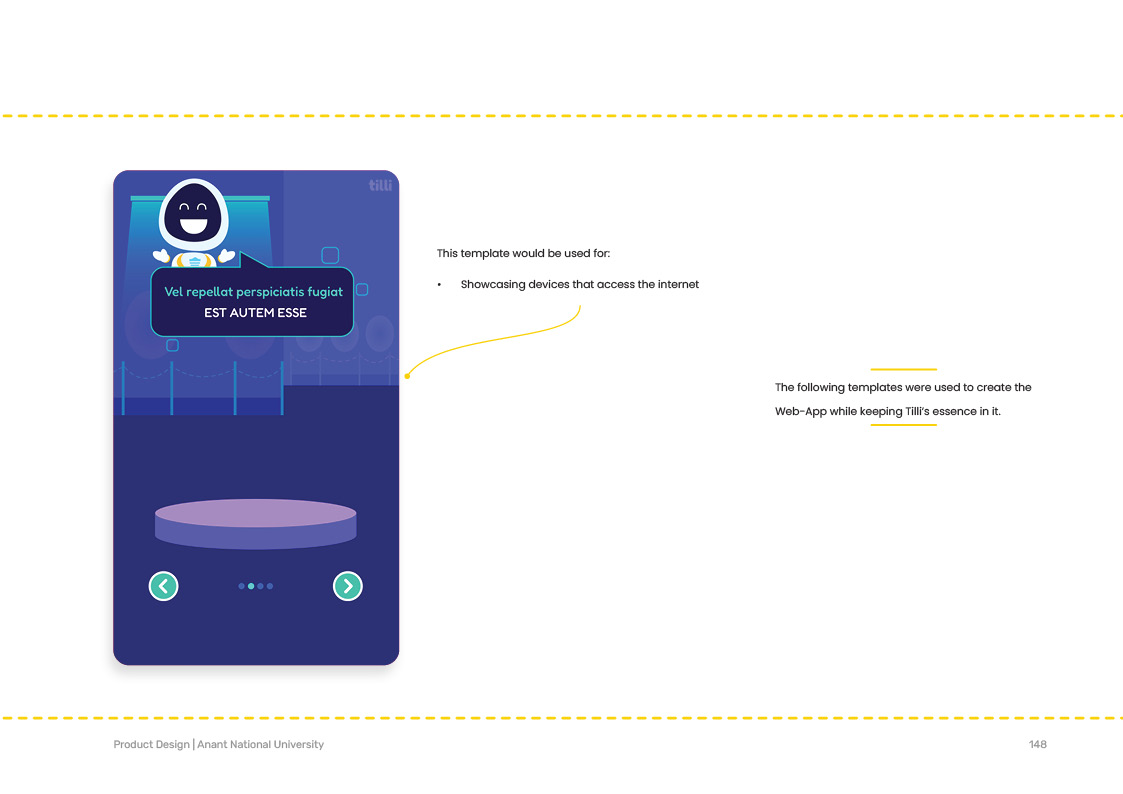 tilli
Vel repellat perspiciatis fugiat
EST AUTEM ESSE
This template would be used for:
• Showcasing devices that access the internet
The following templates were used to create the
Web-App while keeping Tilli's essence in it.
Product Design | Anant National University
148